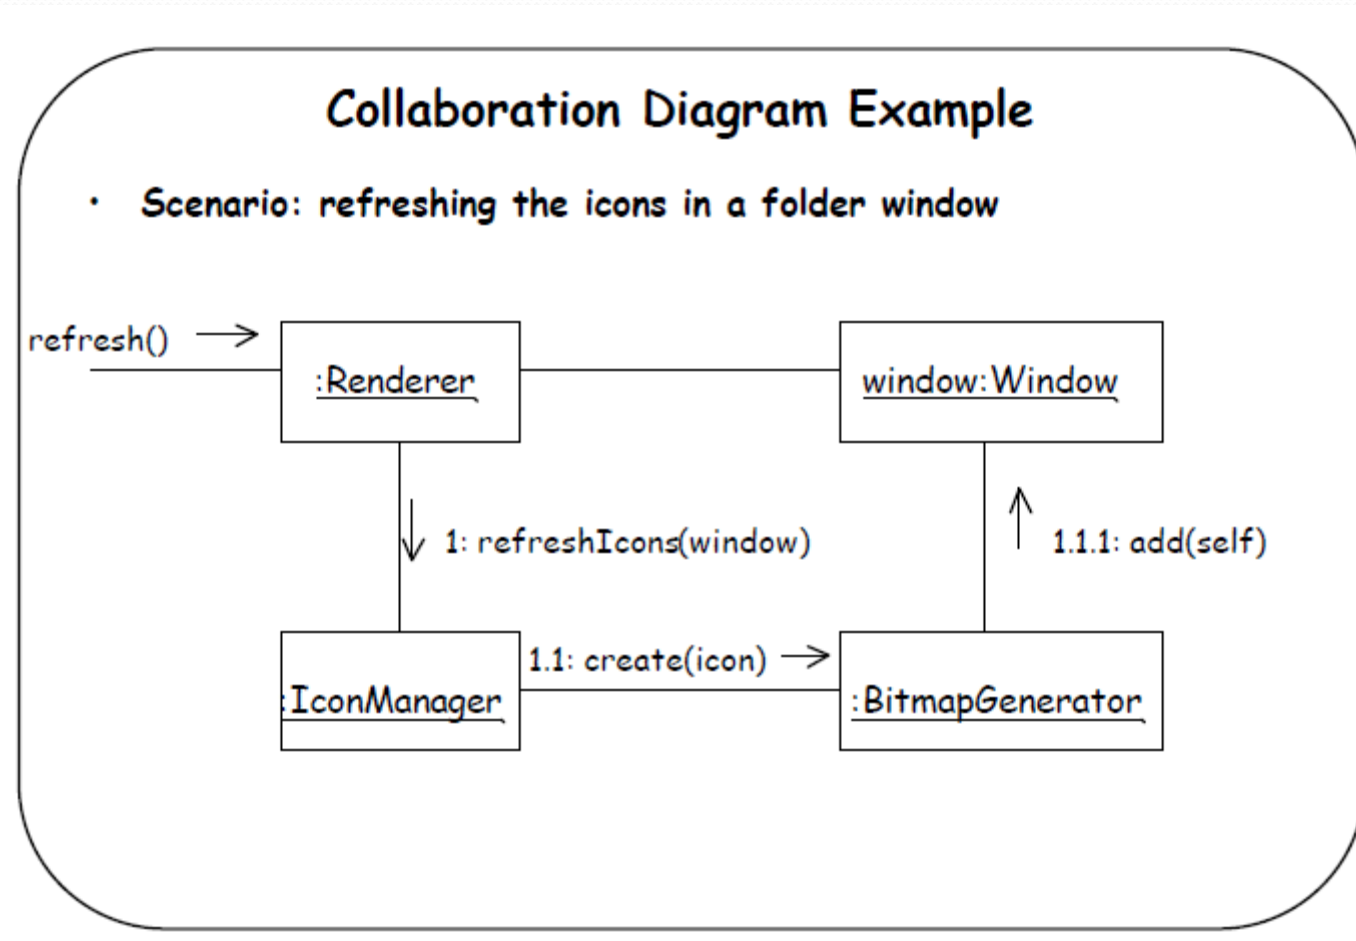 Collaboration Diagram Example
• Scenario: refreshing the icons in a folder window
refresh()
:Renderer
window:Window
1: refreshIcons(window)
1.1.1: add(self)
1.1: create(icon)
:IconManager
:BitmapGenerator